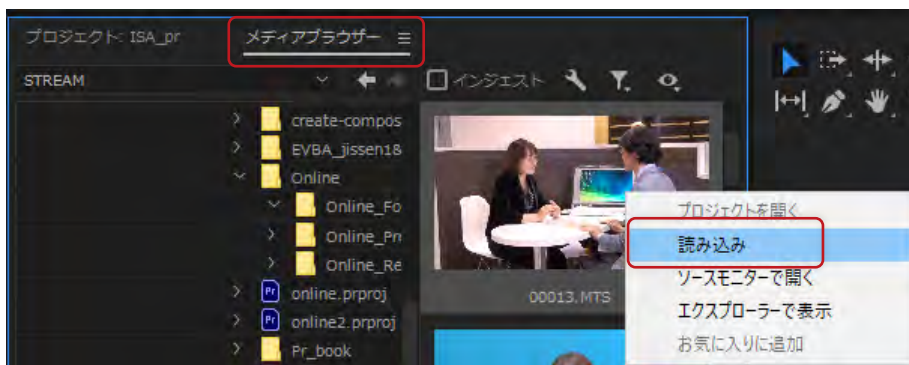 プロジェクト: ISA_pr
メディアブラウザー
STREAM
インジェスト
create-compos
EVBA_jissen1&
Online
Online_Fo
Online_Pr
Online_Re
online.prproj
online2.prproj
Pr_book
00013.MTS
プロジェクトを開く
読み込み
ソースモニターで開く
エクスプローラーで表示
お気に入りに追加